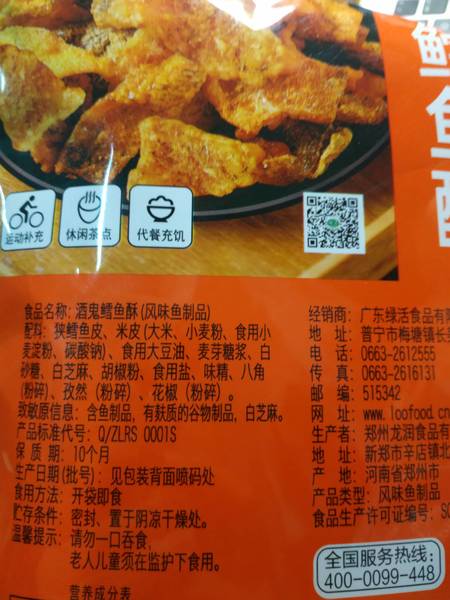 鳕
鱼
酥
运动补充
休闲茶点
代餐充饥
食品名称: 酒鬼鳕鱼酥 (风味鱼制品)
配料: 狭鳕鱼皮、米皮 (大米、小麦粉、食用小
麦淀粉、碳酸钠)、食用大豆油、麦芽糖浆、白
砂糖、白芝麻、胡椒粉、食用盐、味精、八角
(粉碎)、孜然 (粉碎)、花椒 (粉碎)。
致敏原信息: 含鱼制品, 有麸质的谷物制品, 白芝麻。
产品标准代号: Q/ZLRS 0001S
保 质 期: 10个月
生产日期(批号): 见包装背面喷码处
食用方法: 开袋即食
贮存条件: 密封、置于阴凉干燥处。
温馨提示: 请勿一口吞食,
老人儿童须在监护下食用。
营养成分表
经销商: 广东绿活食品有限
地 址: 普宁市梅塘镇长
电 话: 0663-2612555
传 真: 0663-2616131
邮 编: 515342
网 址: www.loofood.cn
生产者: 郑州龙润食品有
地 址: 新郑市辛店镇北
产 地: 河南省郑州市
产品类型: 风味鱼制品
食品生产许可证编号: SC
全国服务热线:
400-0099-448